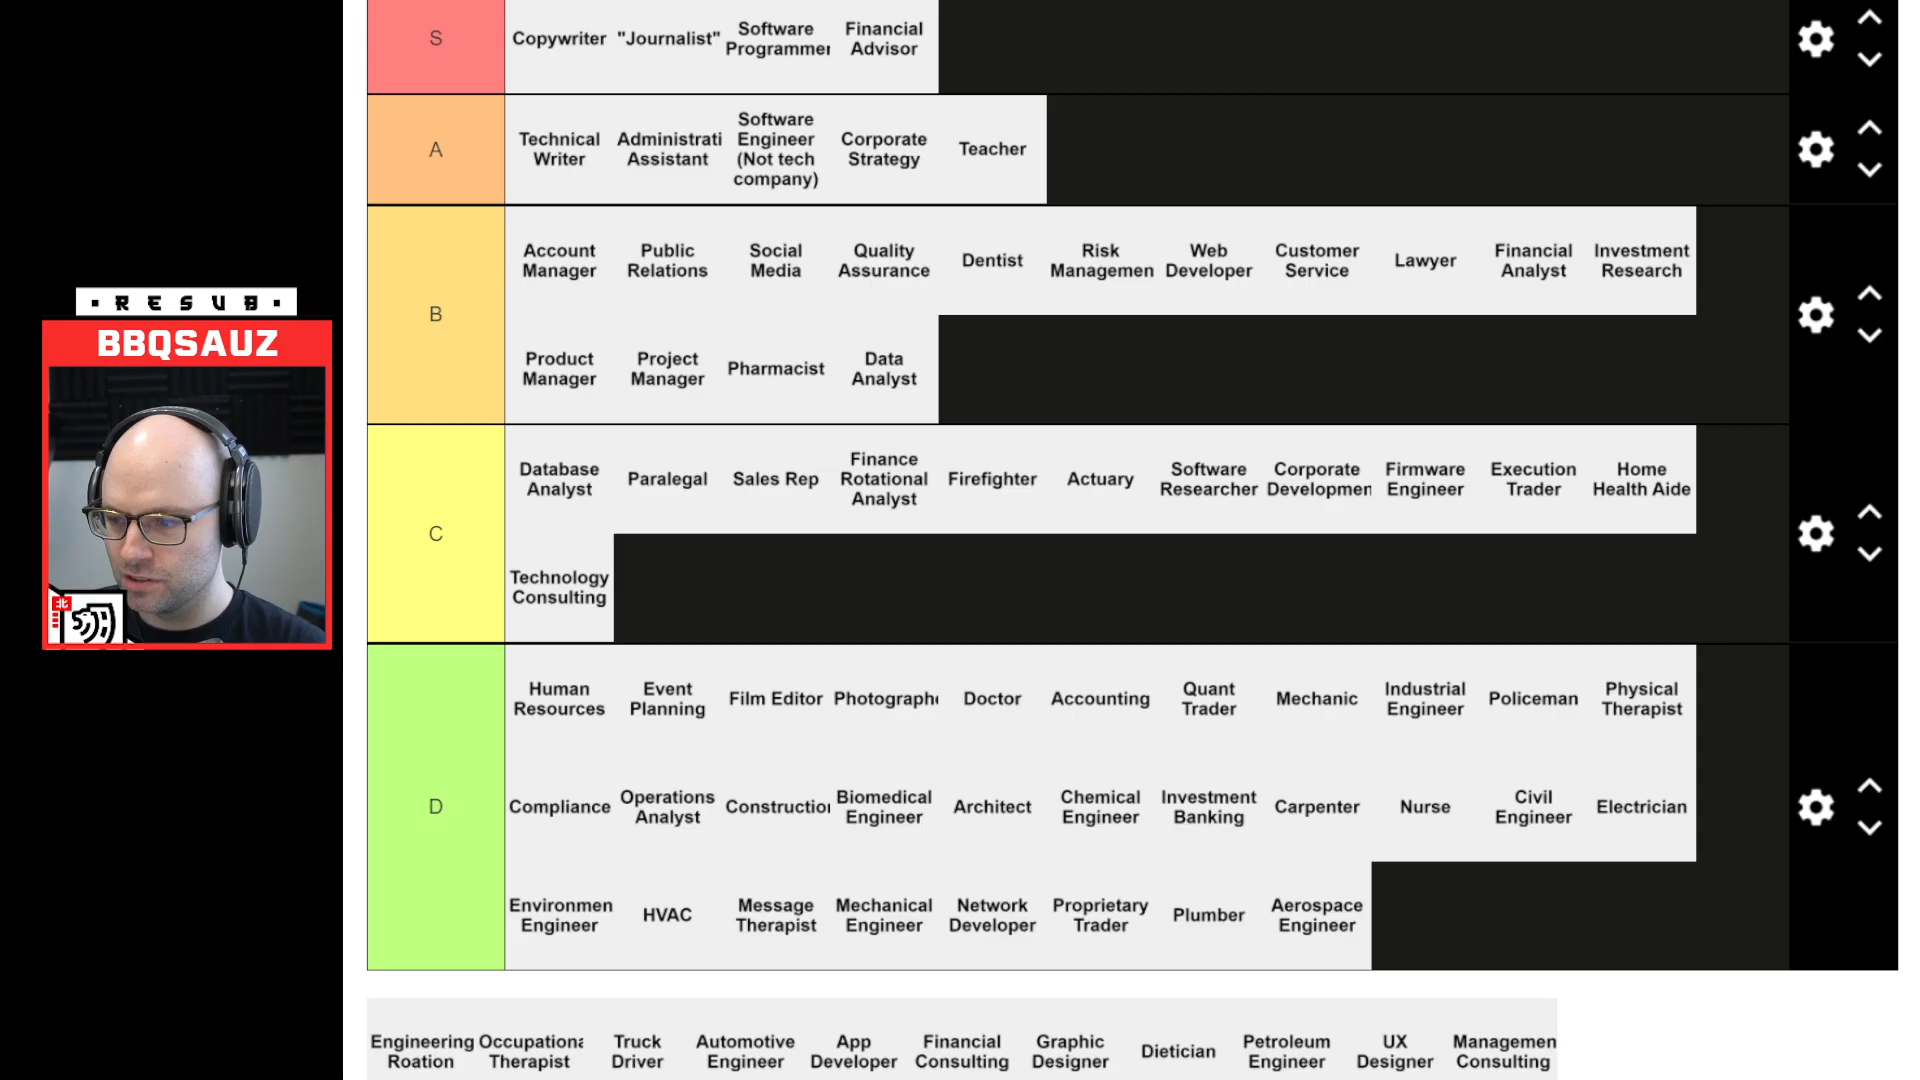 S
Copywriter
"Journalist"
Software
Programmer
Financial
Advisor
A
Technical
Writer
Administrati
Assistant
Software
Engineer
(Not tech
company)
Corporate
Strategy
Teacher
B
Account
Manager
Public
Relations
Social
Media
Quality
Assurance
Dentist
Risk
Managemen
Web
Developer
Customer
Service
Lawyer
Financial
Analyst
Investment
Research
Product
Manager
Project
Manager
Pharmacist
Data
Analyst
C
Database
Analyst
Paralegal
Sales Rep
Finance
Rotational
Analyst
Firefighter
Actuary
Software
Researcher
Corporate
Developmen
Firmware
Engineer
Execution
Trader
Home
Health Aide
Technology
Consulting
D
Human
Resources
Event
Planning
Film Editor
Photographe
Doctor
Accounting
Quant
Trader
Mechanic
Industrial
Engineer
Policeman
Physical
Therapist
Compliance
Operations
Analyst
Construction
Biomedical
Engineer
Architect
Chemical
Engineer
Investment
Banking
Carpenter
Nurse
Civil
Engineer
Electrician
Environmen
Engineer
HVAC
Message
Therapist
Mechanical
Engineer
Network
Developer
Proprietary
Trader
Plumber
Aerospace
Engineer
Engineering
Roation
Occupationa
Therapist
Truck
Driver
Automotive
Engineer
App
Developer
Financial
Consulting
Graphic
Designer
Dietician
Petroleum
Engineer
UX
Designer
Managemen
Consulting
RESUB
BBQSAUZ
北